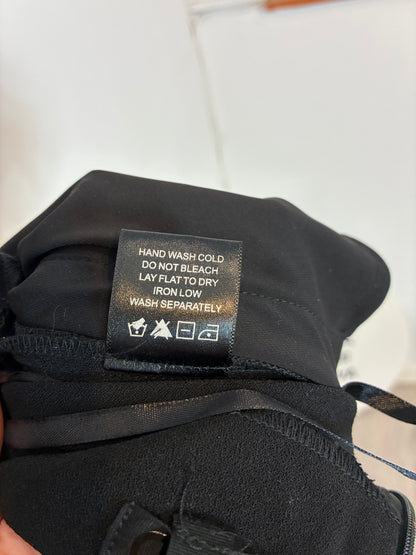 HAND WASH COLD
DO NOT BLEACH
LAY FLAT TO DRY
IRON LOW
WASH SEPARATELY